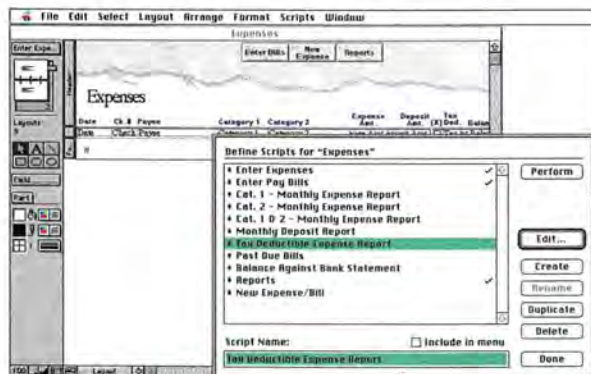 File Edit Select Layout Arrange Format Scripts Window
Expenses
Enter Expe...
Enter Bills
New Expense
Reports
Header
Expenses
Layouts:
9
Date Ch # Payee Category 1 Category 2 Expense Amt. Deposit Amt. (X) Tax Ded.
Date Check Payee Category 1 Category 2
Field
Part
100
Layout
Define Scripts for "Expenses"
Enter Expenses
Enter Pay Bills
Cat. 1 - Monthly Expense Report
Cat. 2 - Monthly Expense Report
Cat. 1 & 2 - Monthly Expense Report
Monthly Deposit Report
Tax Deductible Expense Report
Past Due Bills
Balance Against Bank Statement
Reports
New Expense/Bill
Perform
Edit...
Create
Rename
Duplicate
Delete
Done
Script Name:
Include in menu
Tax Deductible Expense Report